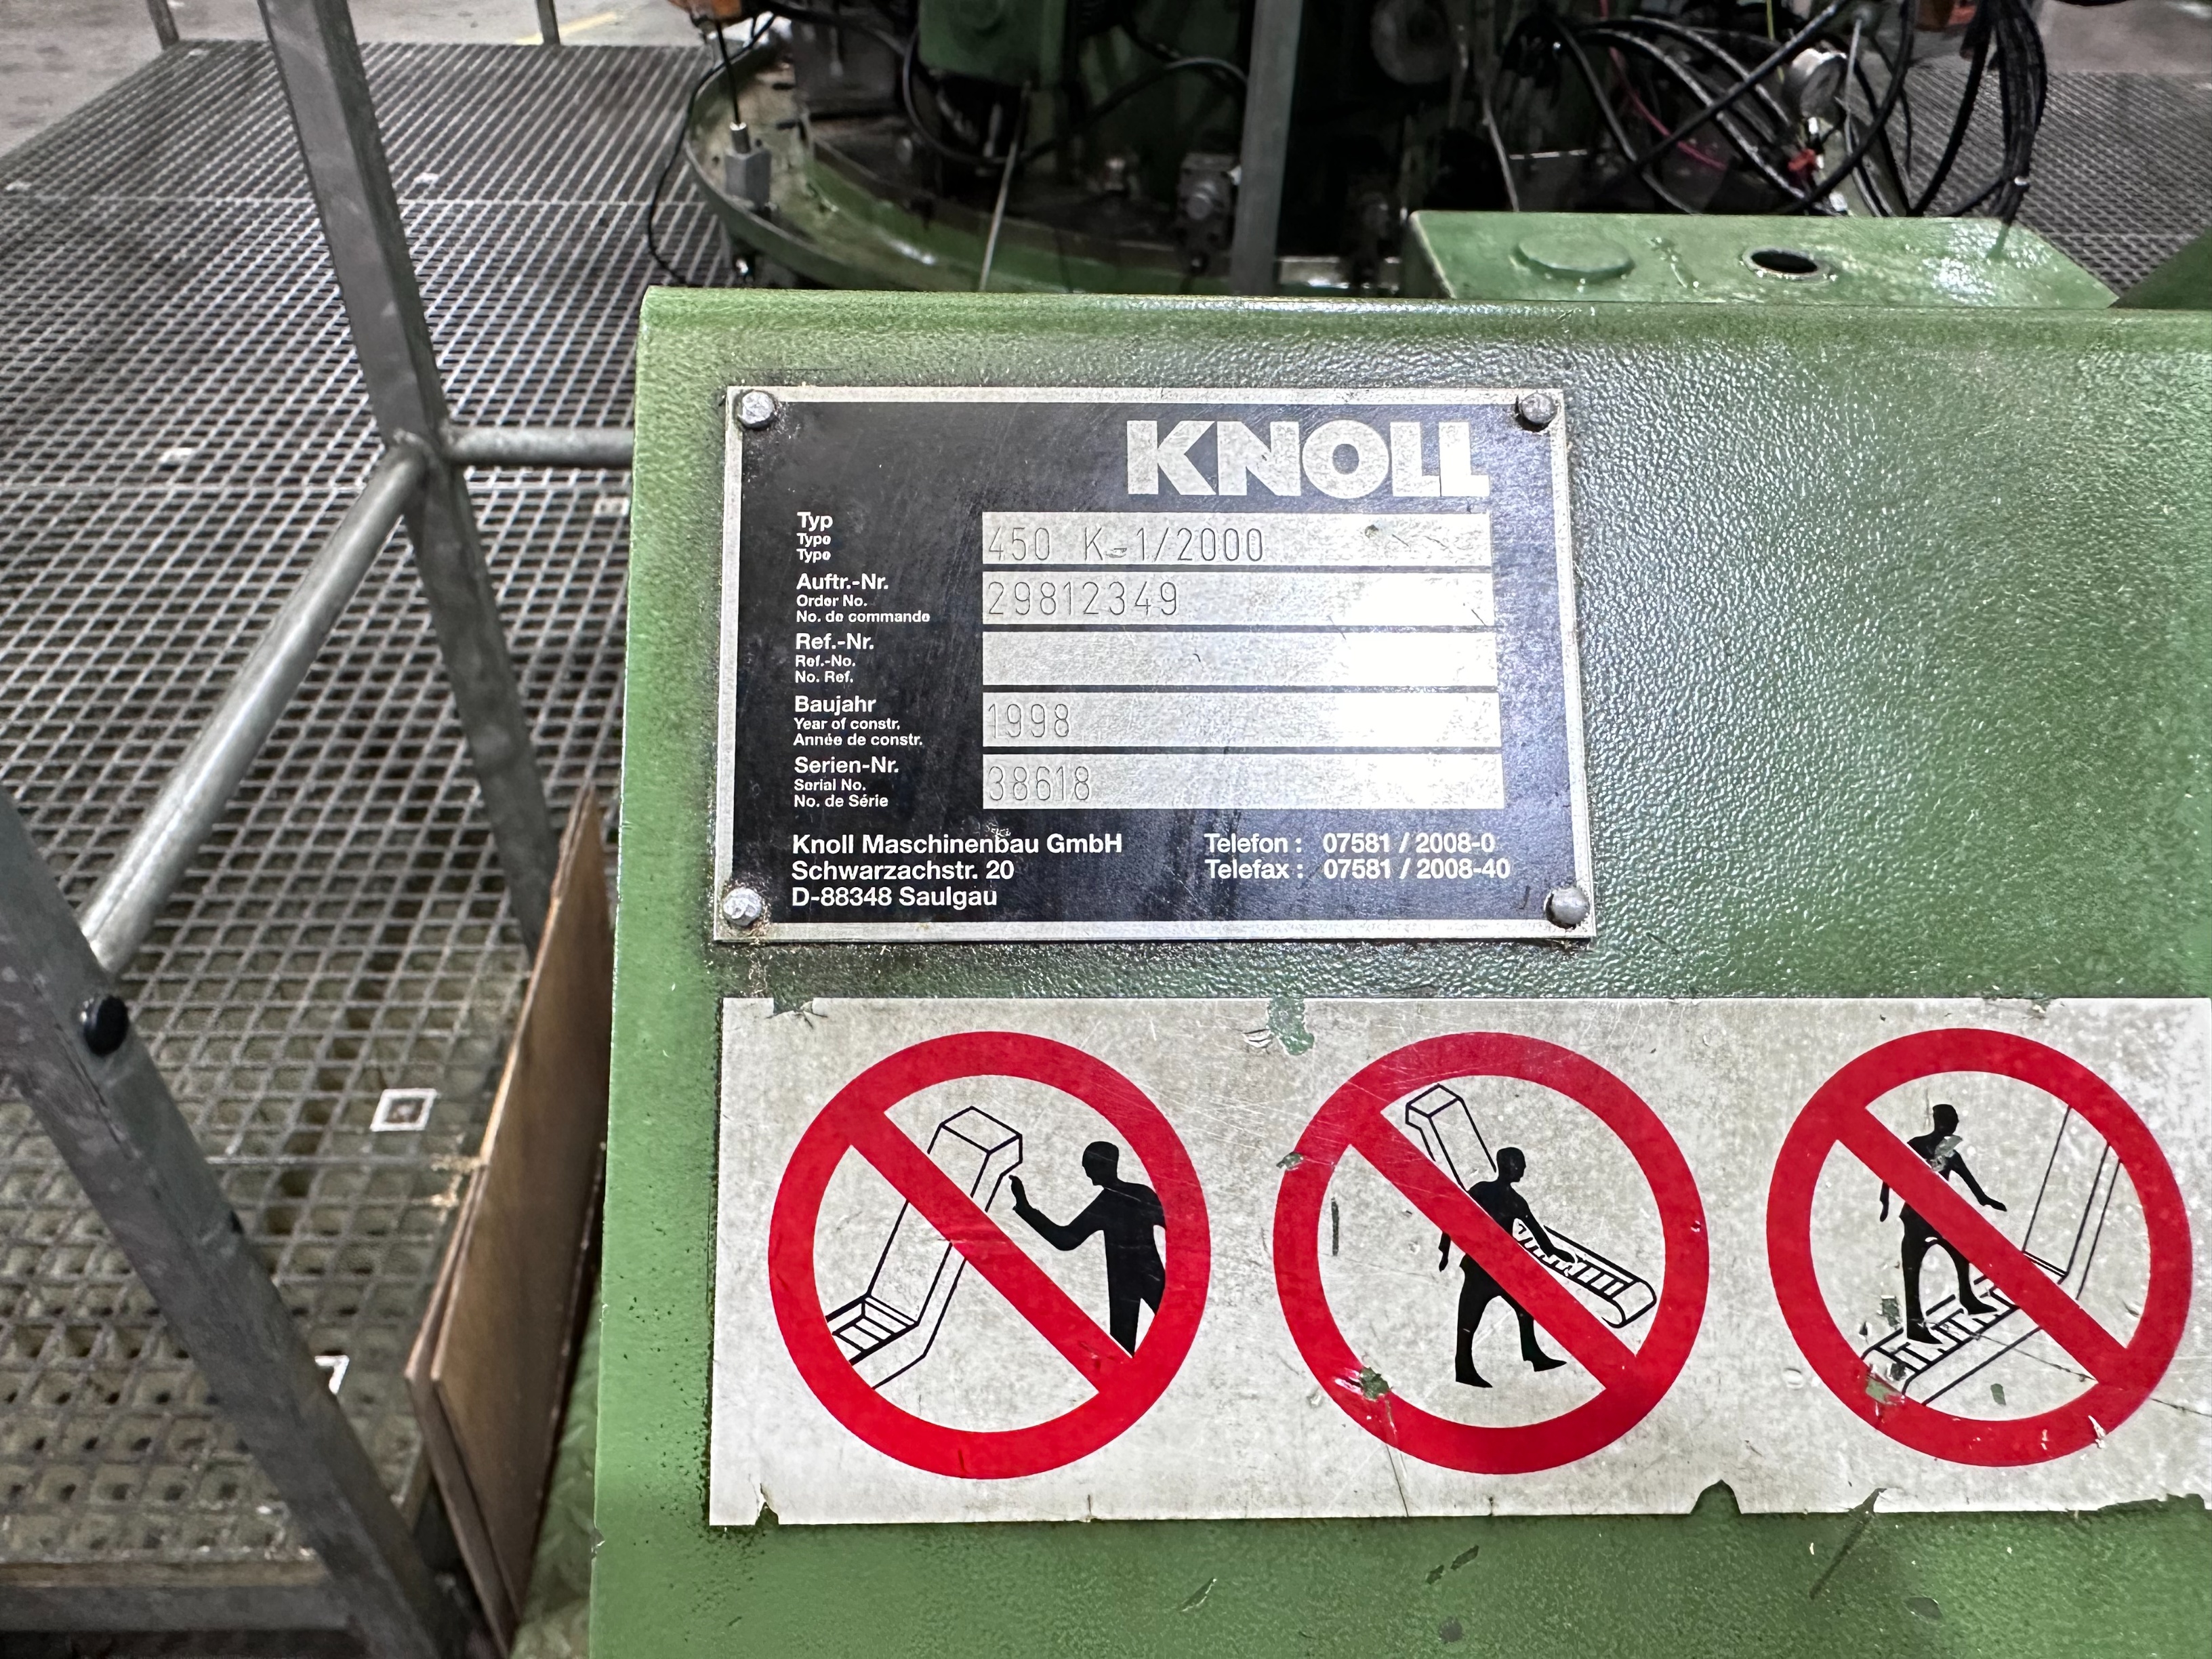 KNOLL
Typ
Type
Type
450 K-1/2000
Auftr.-Nr.
Order No.
No. de commande
29812349
Ref.-Nr.
Ref.-No.
No. Ref.
Baujahr
Year of constr.
Année de constr.
1998
Serien-Nr.
Serial No.
No. de Série
38618
Knoll Maschinenbau GmbH
Schwarzachstr. 20
D-88348 Saulgau
Telefon : 07581 / 2008-0
Telefax : 07581 / 2008-40